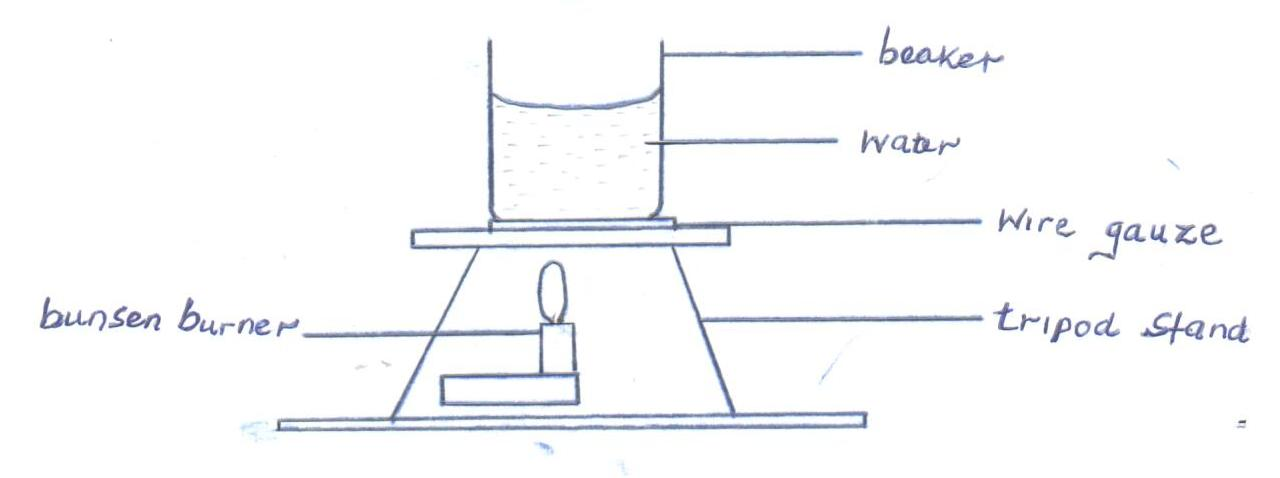 beaker
water
Wire gauze
bunsen burner
tripod stand